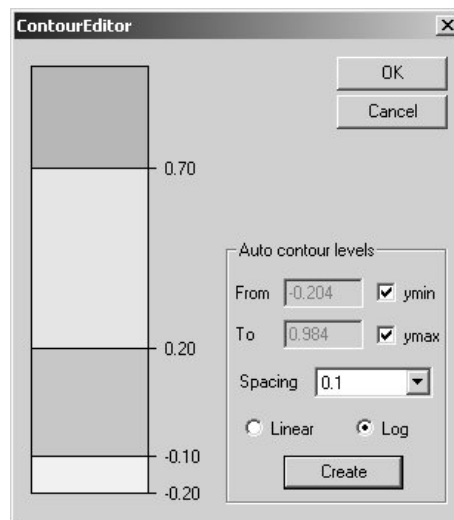 ContourEditor
OK
Cancel
0.70
0.20
-0.10
-0.20
Auto contour levels
From -0.204 ymin
To 0.984 ymax
Spacing 0.1
Linear Log
Create